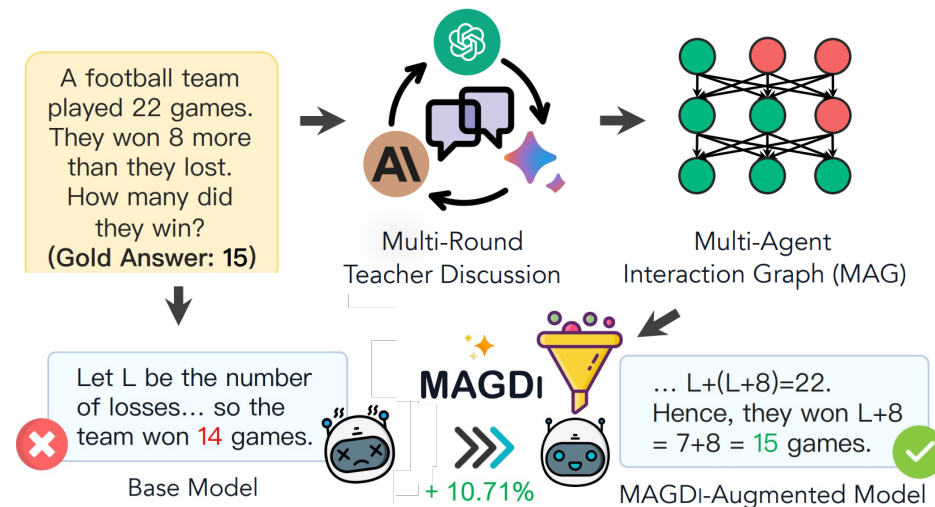 A football team
played 22 games.
They won 8 more
than they lost.
How many did
they win?
(Gold Answer: 15)
Multi-Round
Teacher Discussion
Multi-Agent
Interaction Graph (MAG)
Let L be the number
of losses... so the
team won 14 games.
Base Model
MAGDI
+ 10.71%
... L+(L+8)=22.
Hence, they won L+8
= 7+8 = 15 games.
MAGDI-Augmented Model